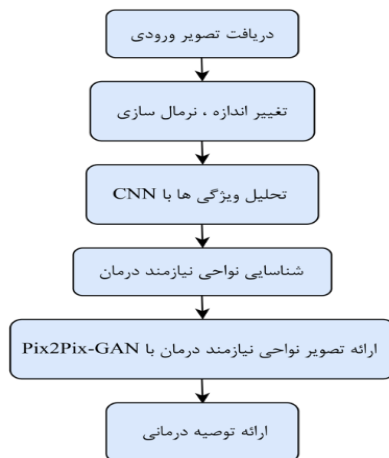 دریافت تصویر ورودی
تغییر اندازه ، نرمال سازی
تحلیل ویژگی ها با CNN
شناسایی نواحی نیازمند درمان
ارائه تصویر نواحی نیازمند درمان با Pix2Pix-GAN
ارائه توصیه درمانی